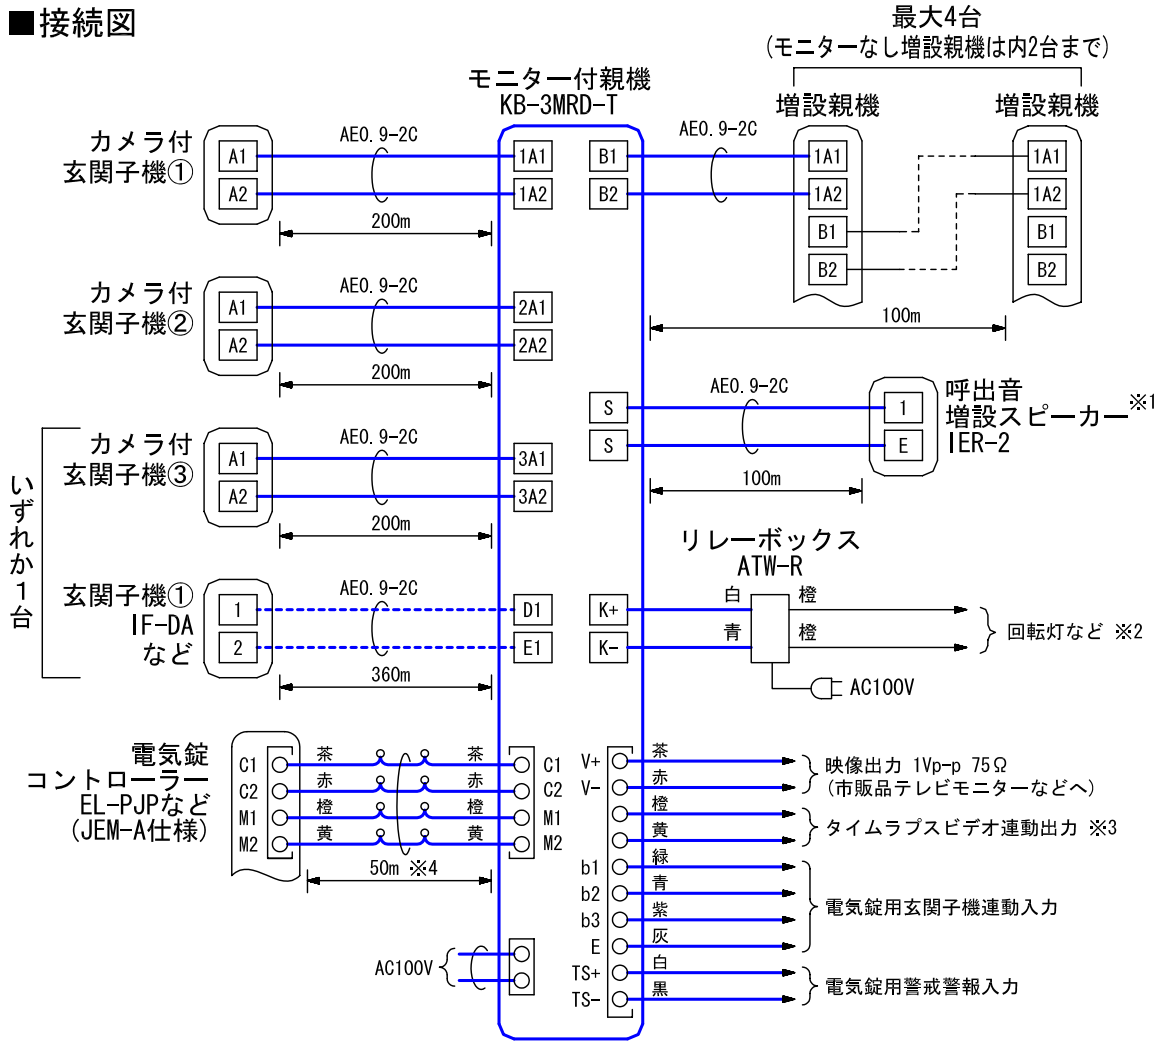 ■接続図
最大4台
(モニターなし増設親機は内2台まで)
モニター付親機
KB-3MRD-T
増設親機
増設親機
カメラ付
玄関子機①
A1
A2
AE0.9-2C
200m
1A1
1A2
B1
B2
AE0.9-2C
1A1
1A2
B1
B2
1A1
1A2
B1
B2
100m
カメラ付
玄関子機②
A1
A2
AE0.9-2C
200m
2A1
2A2
S
S
AE0.9-2C
100m
1
E
呼出音
増設スピーカー※1
IER-2
いずれか1台
カメラ付
玄関子機③
A1
A2
AE0.9-2C
200m
3A1
3A2
玄関子機①
IF-DA
など
1
2
AE0.9-2C
360m
D1
E1
リレーボックス
ATW-R
K+
K-
白
青
橙
橙
回転灯など ※2
AC100V
電気錠
コントローラー
EL-PJPなど
(JEM-A仕様)
C1
C2
M1
M2
茶
赤
橙
黄
茶
赤
橙
黄
C1
C2
M1
M2
50m ※4
AC100V
V+
V-
b1
b2
b3
E
TS+
TS-
茶
赤
橙
黄
緑
青
紫
灰
白
黒
映像出力 1Vp-p 75Ω
(市販品テレビモニターなどへ)
タイムラプスビデオ連動出力 ※3
電気錠用玄関子機連動入力
電気錠用警戒警報入力